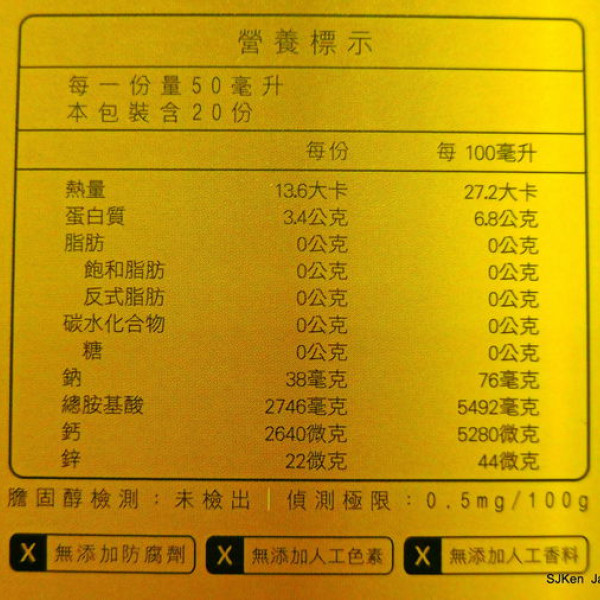 營養標示
每一份量50毫升
本包裝含20份
每份 每100毫升
熱量 13.6大卡 27.2大卡
蛋白質 3.4公克 6.8公克
脂肪 0公克 0公克
飽和脂肪 0公克 0公克
反式脂肪 0公克 0公克
碳水化合物 0公克 0公克
糖 0公克 0公克
鈉 38毫克 76毫克
總胺基酸 2746毫克 5492毫克
鈣 2640微克 5280微克
鋅 22微克 44微克
膽固醇檢測：未檢出｜偵測極限：0.5mg/100g
X 無添加防腐劑 X 無添加人工色素 X 無添加人工香料
SJKen Ja